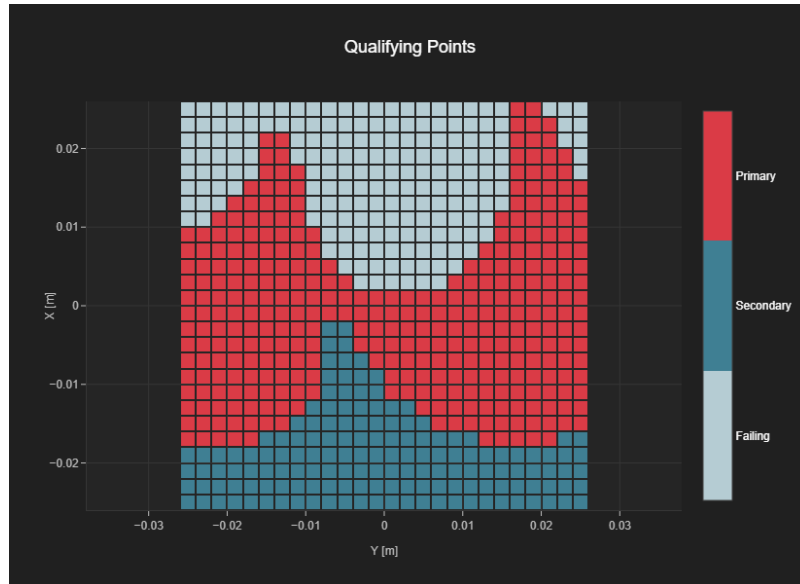 Qualifying Points
0.02
0.01
0
−0.01
−0.02
X [m]
−0.03
−0.02
−0.01
0
0.01
0.02
0.03
Y [m]
Primary
Secondary
Failing